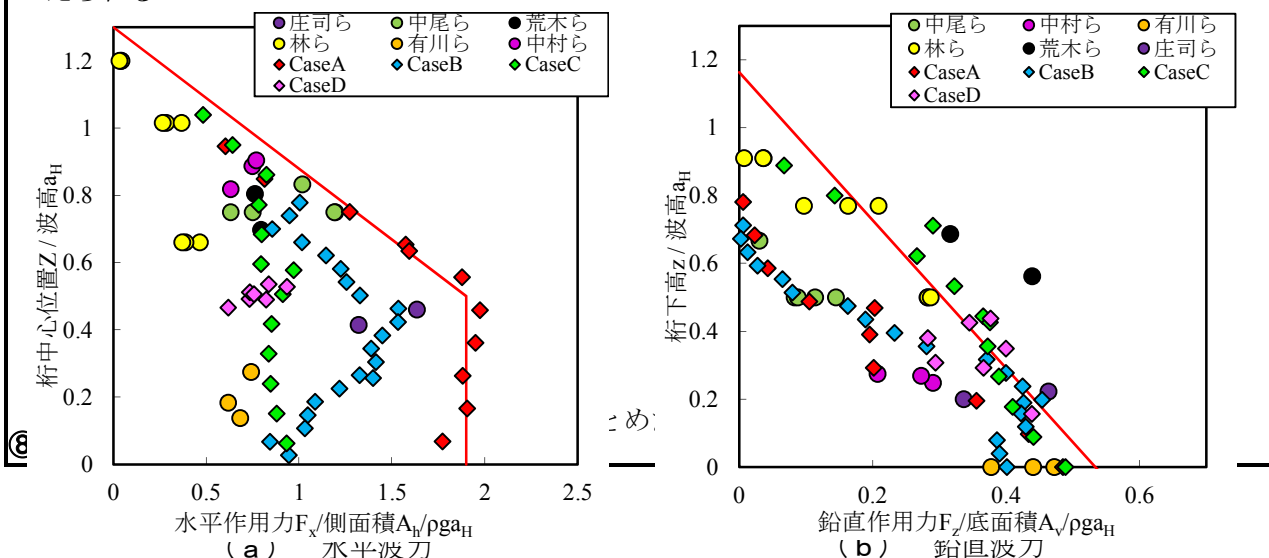 庄司ら 中尾ら 荒木ら
林ら 有川ら 中村ら
CaseA CaseB CaseC
CaseD
1.2
1
0.8
0.6
0.4
0.2
0
0 0.5 1 1.5 2 2.5
桁中心位置Z / 波高aH
水平作用力Fx/側面積Ah/ρgaH
(a) 水平波力
中尾ら 中村ら 有川ら
林ら 荒木ら 庄司ら
CaseA CaseB CaseC
CaseD
1.2
1
0.8
0.6
0.4
0.2
0
0 0.2 0.4 0.6
桁下高z / 波高aH
鉛直作用力Fz/底面積Av/ρgaH
(b) 鉛直波力
⑧
とめ